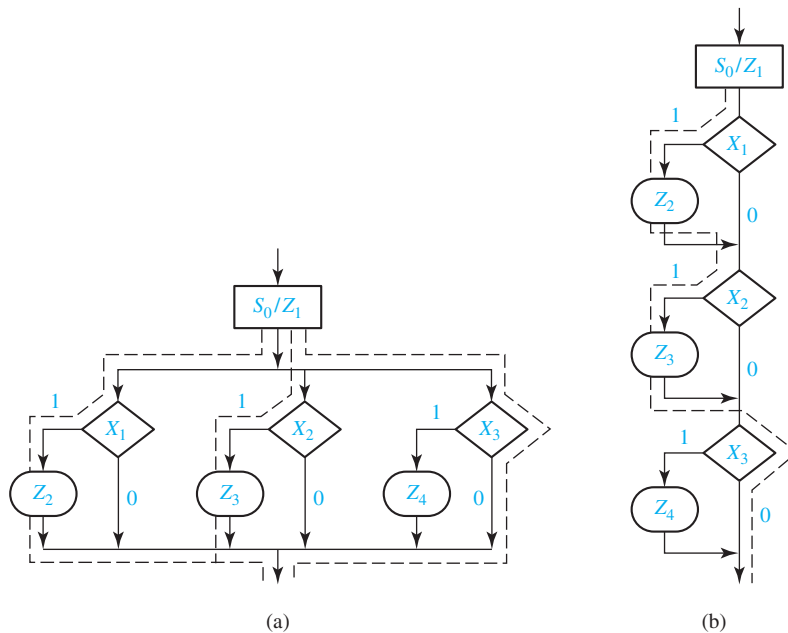 S₀/Z₁
1
X₁
Z₂
0
1
X₂
Z₃
0
1
X₃
Z₄
0
(a)
S₀/Z₁
1
X₁
Z₂
0
1
X₂
Z₃
0
1
X₃
Z₄
0
(b)